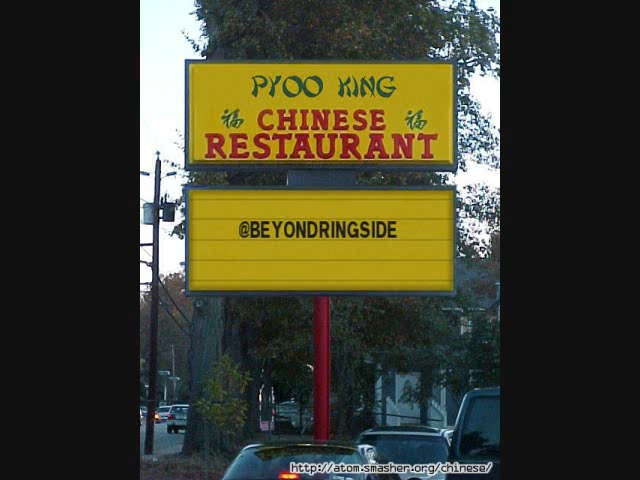 PYOO KING
福 CHINESE 福
RESTAURANT
@BEYONDRINGSIDE
http://atom.smasher.org/chinese/